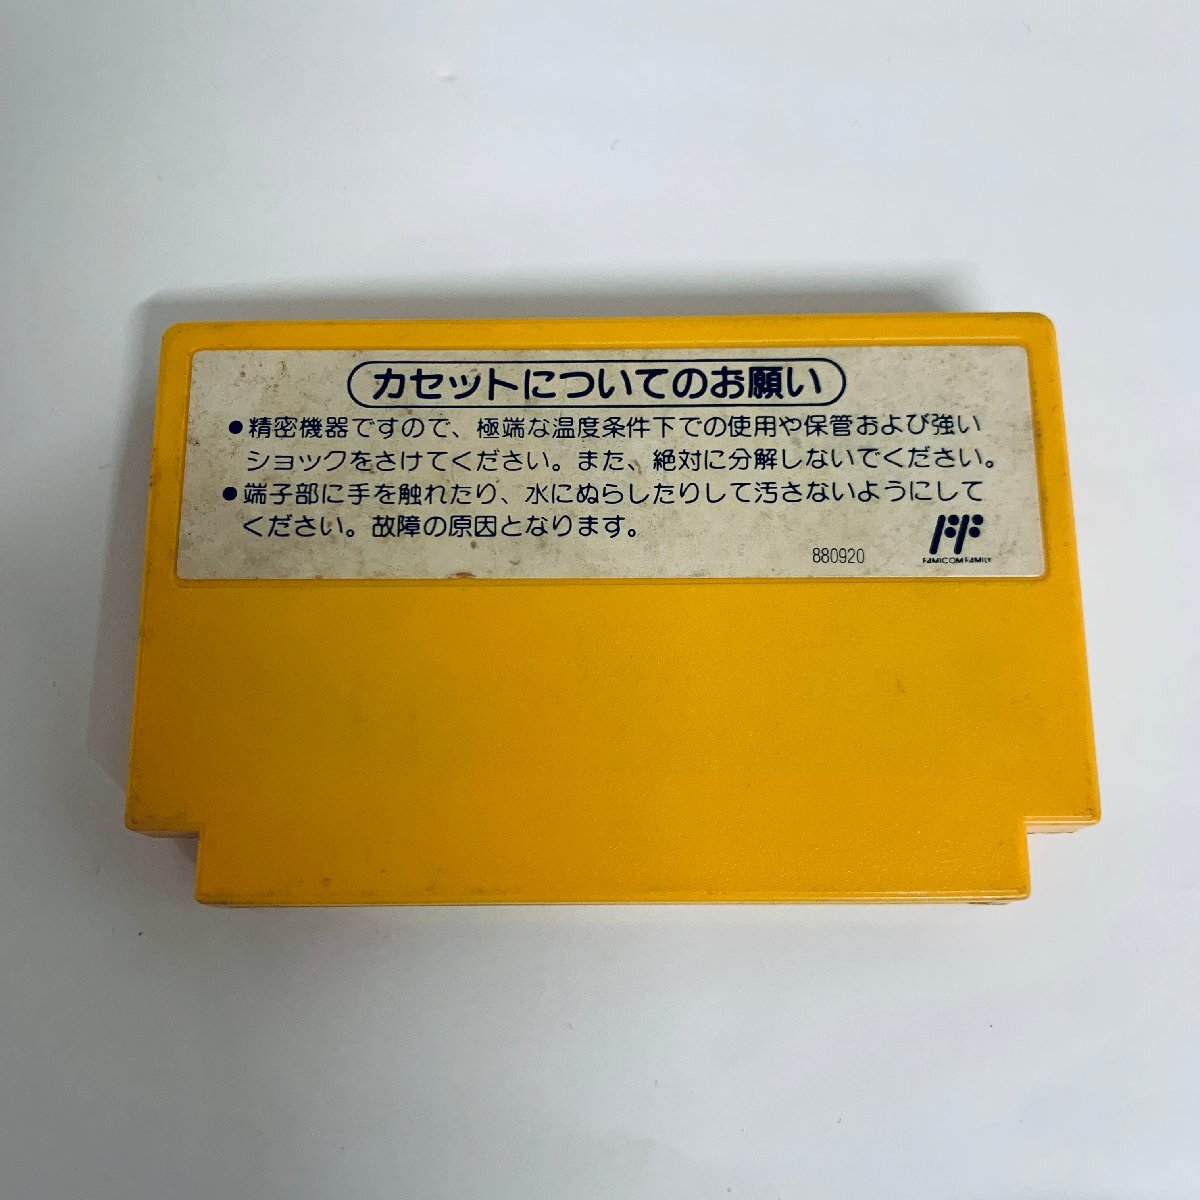 カセットについてのお願い
●精密機器ですので、極端な温度条件下での使用や保管および強い
ショックをさけてください。また、絶対に分解しないでください。
●端子部に手を触れたり、水にぬらしたりして汚さないようにして
ください。故障の原因となります。
880920
FAMICOM FAMILY